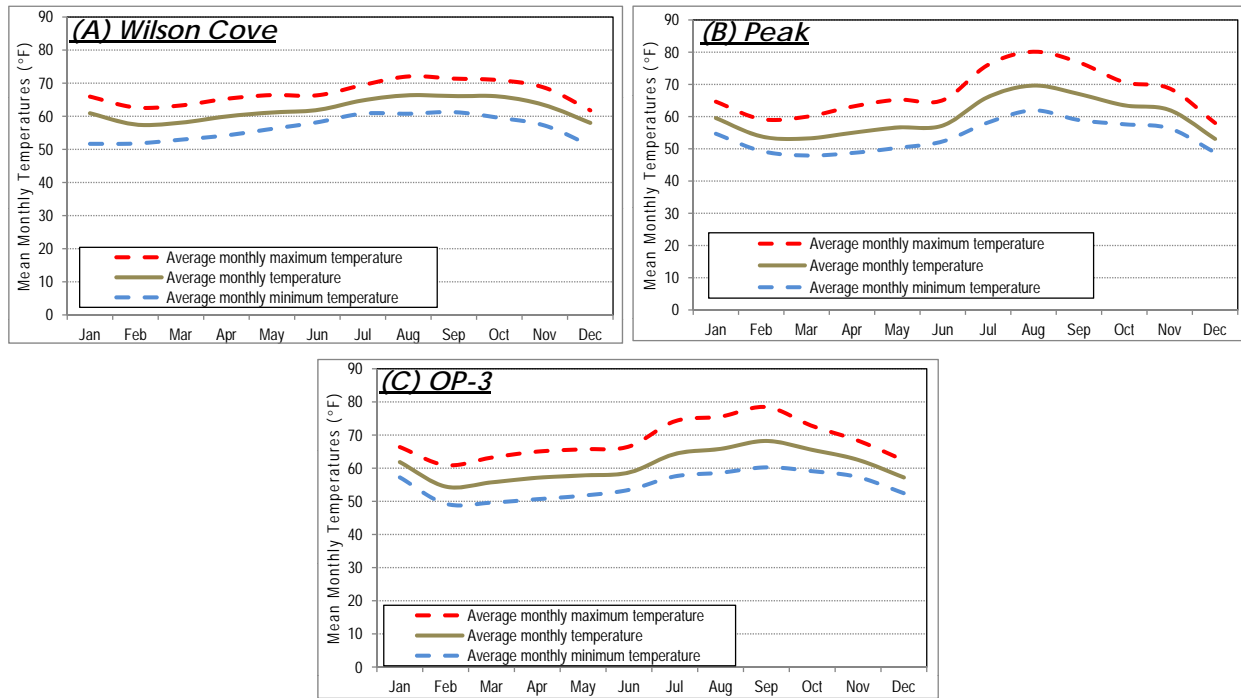 (A) Wilson Cove
Mean Monthly Temperatures (°F)
90
80
70
60
50
40
30
20
10
0
Average monthly maximum temperature
Average monthly temperature
Average monthly minimum temperature
Jan Feb Mar Apr May Jun Jul Aug Sep Oct Nov Dec
(B) Peak
Mean Monthly Temperatures (°F)
90
80
70
60
50
40
30
20
10
0
Average monthly maximum temperature
Average monthly temperature
Average monthly minimum temperature
Jan Feb Mar Apr May Jun Jul Aug Sep Oct Nov Dec
(C) OP-3
Mean Monthly Temperatures (°F)
90
80
70
60
50
40
30
20
10
0
Average monthly maximum temperature
Average monthly temperature
Average monthly minimum temperature
Jan Feb Mar Apr May Jun Jul Aug Sep Oct Nov Dec